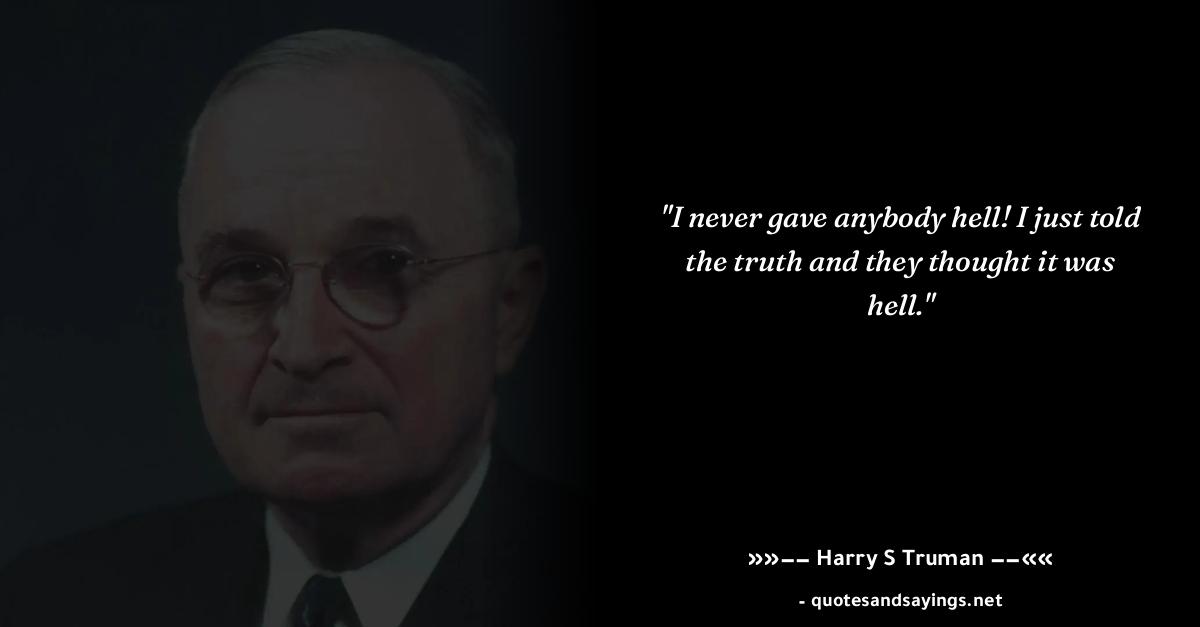 "I never gave anybody hell! I just told
the truth and they thought it was
hell."
»»−− Harry S Truman −−««
- quotesandsayings.net